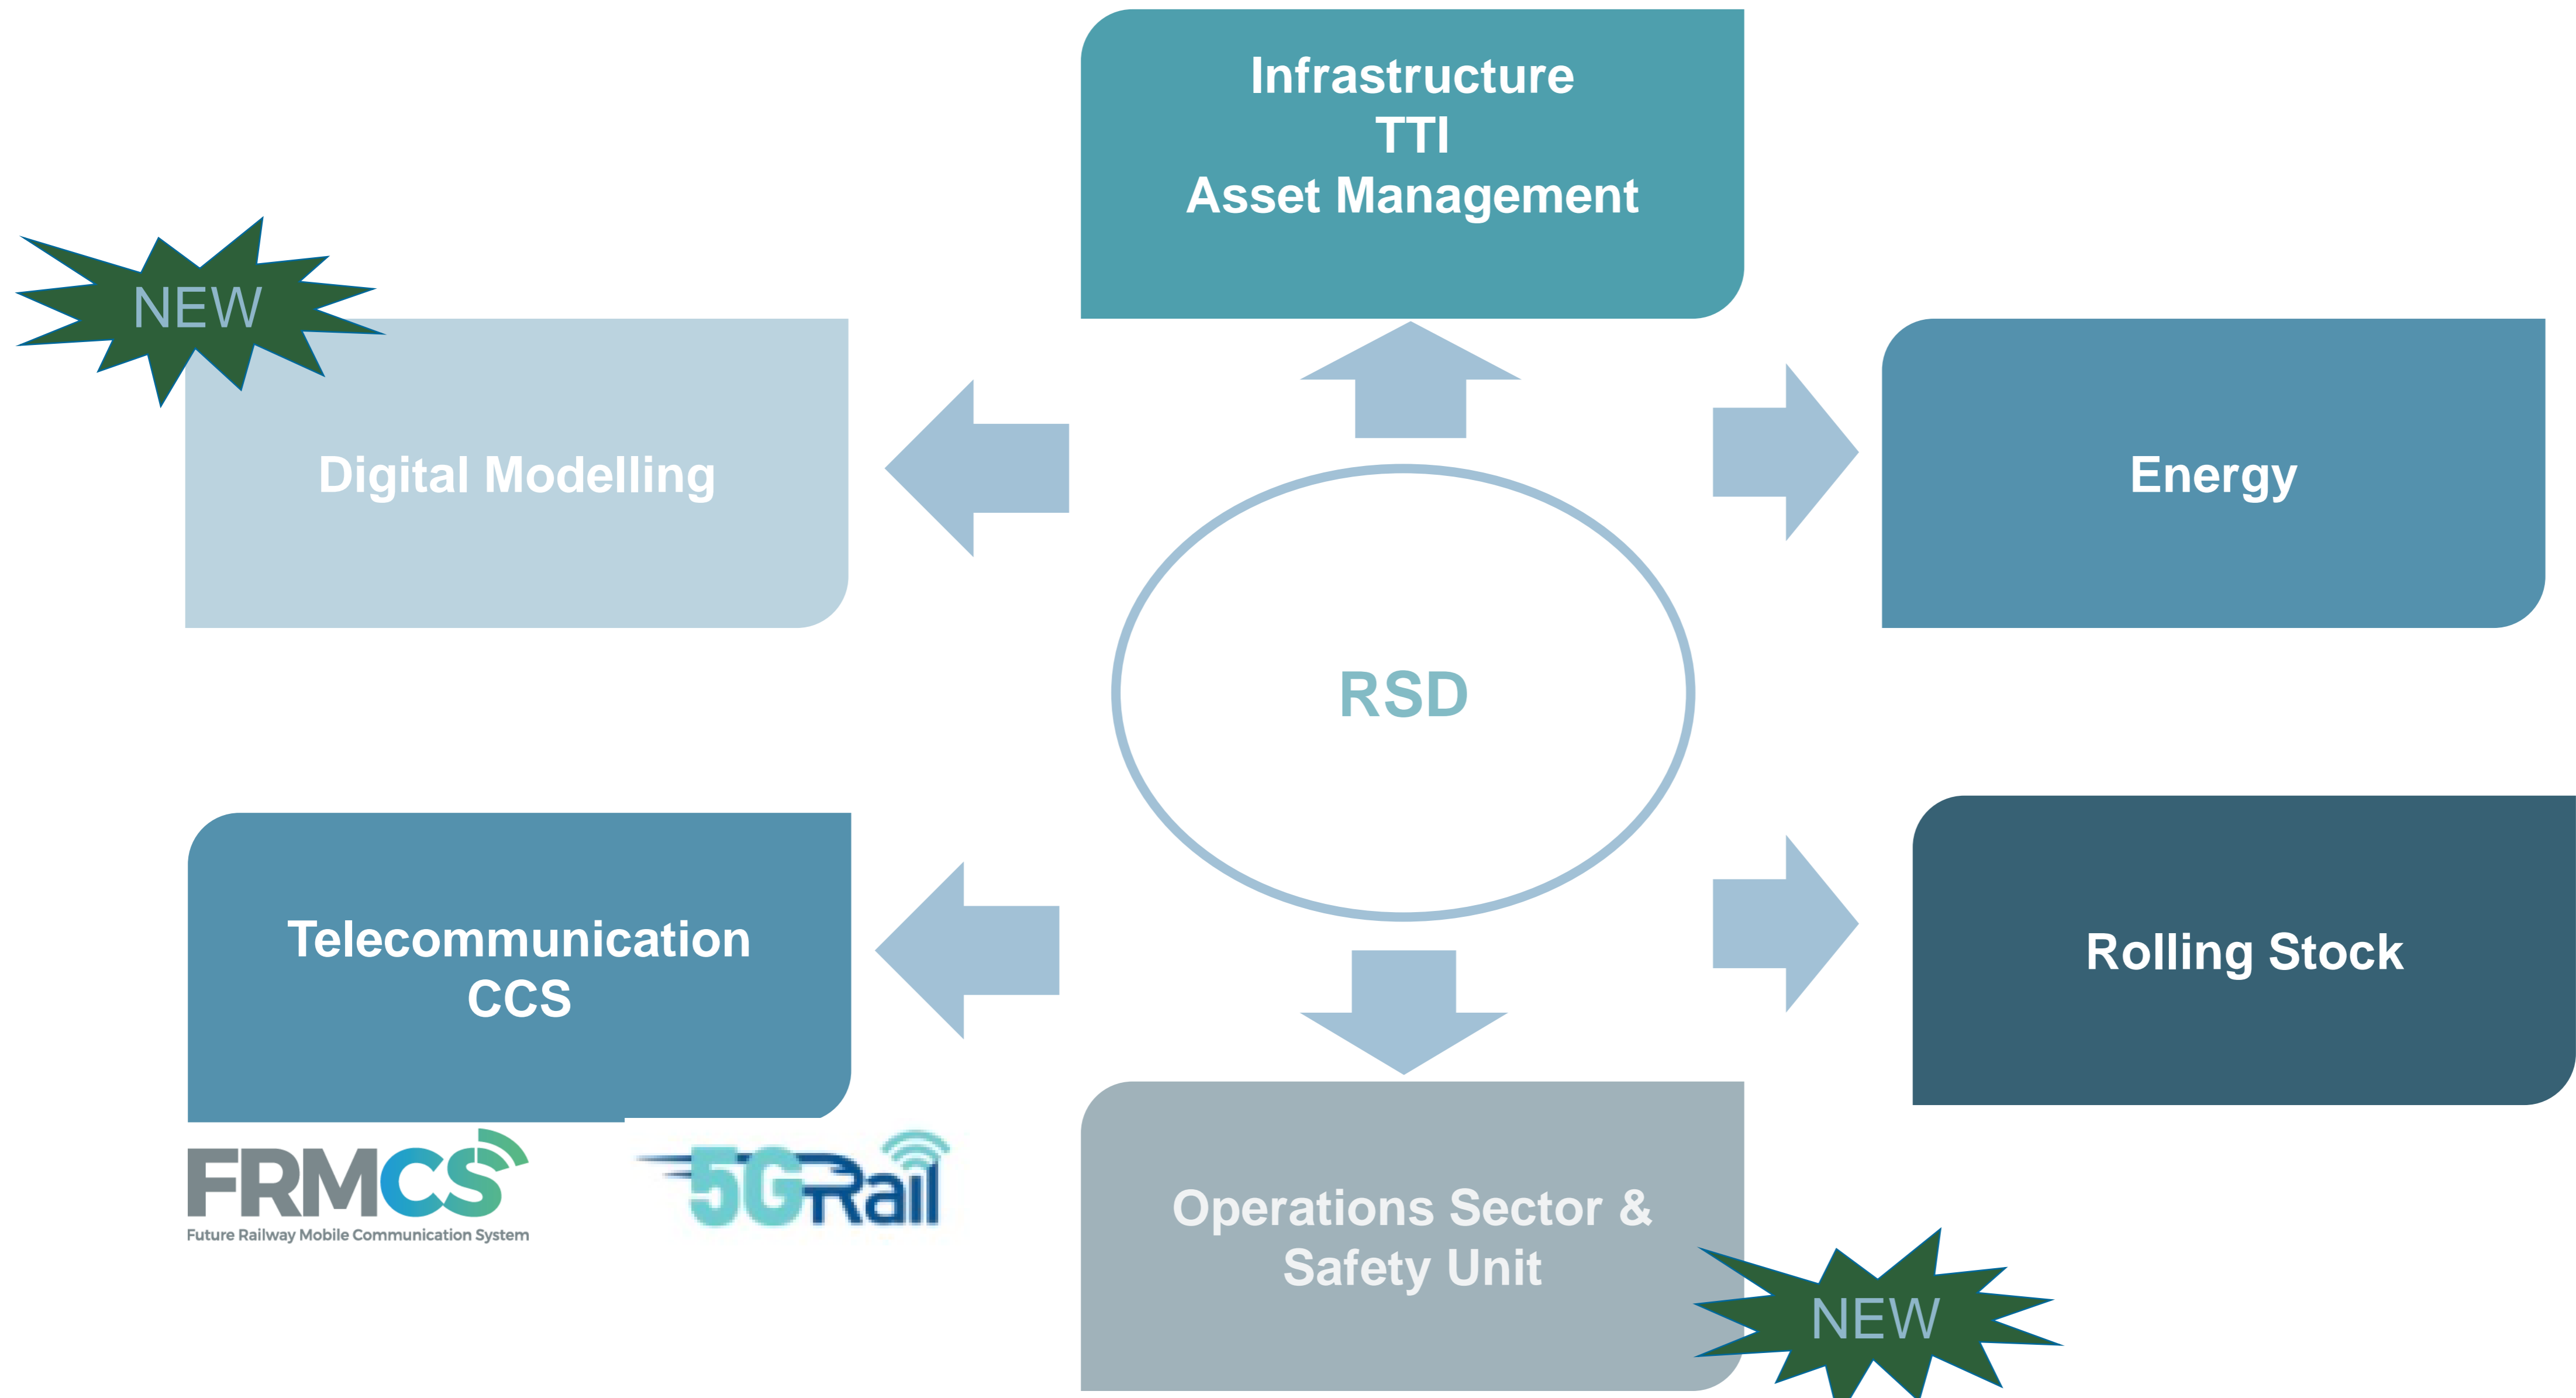 Infrastructure
TTI
Asset Management
NEW
Digital Modelling
Energy
RSD
Telecommunication
CCS
Rolling Stock
FRMCS
Future Railway Mobile Communication System
5GRail
Operations Sector &
Safety Unit
NEW